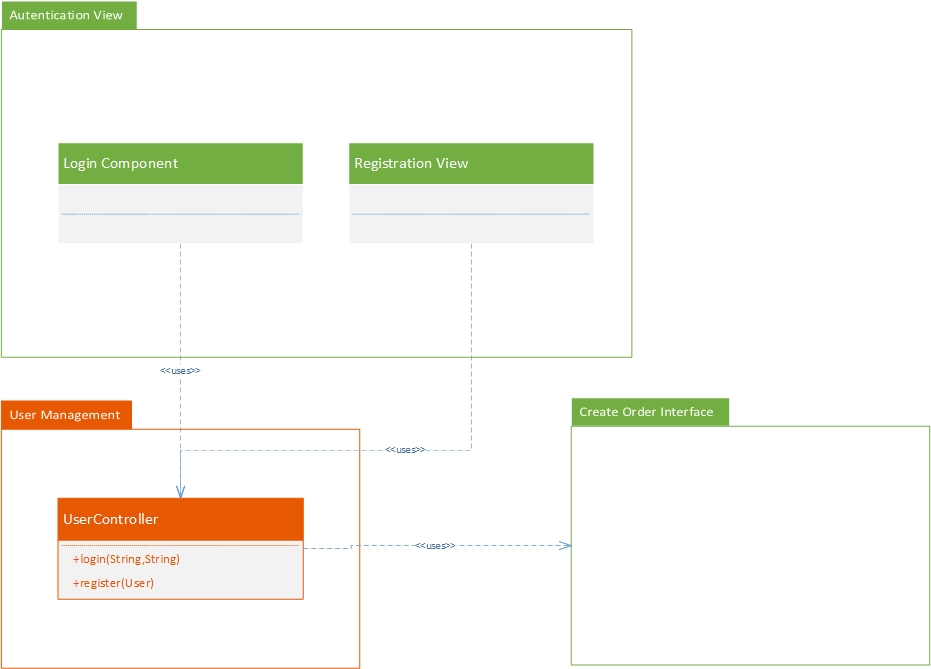 Autentication View
Login Component
Registration View
<<uses>>
User Management
Create Order Interface
<<uses>>
UserController
<<uses>>
+login(String,String)
+register(User)